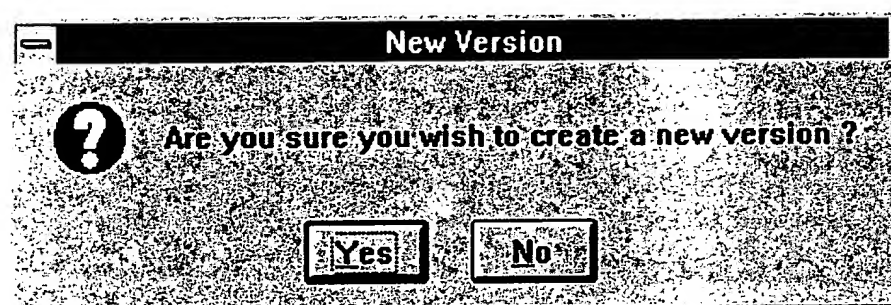 New Version
Are you sure you wish to create a new version ?
Yes
No